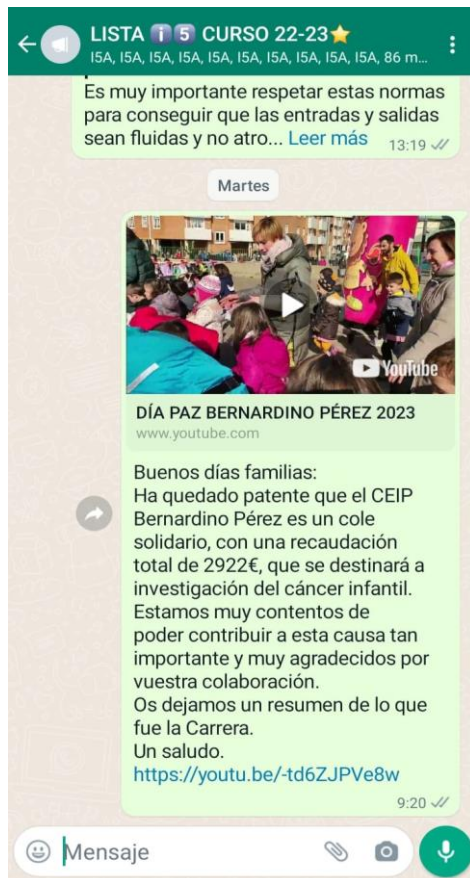 LISTA ℹ️ 5️⃣ CURSO 22-23⭐
I5A, I5A, I5A, I5A, I5A, I5A, I5A, I5A, I5A, I5A, 86 m...
Es muy importante respetar estas normas
para conseguir que las entradas y salidas
sean fluidas y no atro... Leer más 13:19
Martes
YouTube
DÍA PAZ BERNARDINO PÉREZ 2023
www.youtube.com
Buenos días familias:
Ha quedado patente que el CEIP
Bernardino Pérez es un cole
solidario, con una recaudación
total de 2922€, que se destinará a
investigación del cáncer infantil.
Estamos muy contentos de
poder contribuir a esta causa tan
importante y muy agradecidos por
vuestra colaboración.
Os dejamos un resumen de lo que
fue la Carrera.
Un saludo.
https://youtu.be/-td6ZJPVe8w
9:20
Mensaje